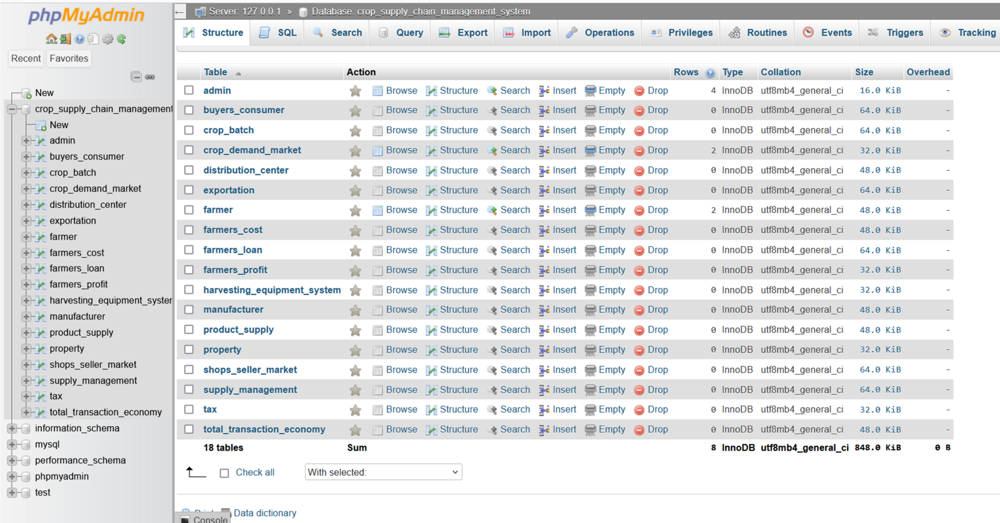 phpMyAdmin
Recent Favorites
New
crop_supply_chain_management
New
admin
buyers_consumer
crop_batch
crop_demand_market
distribution_center
exportation
farmer
farmers_cost
farmers_loan
farmers_profit
harvesting_equipment_syster
manufacturer
product_supply
property
shops_seller_market
supply_management
tax
total_transaction_economy
information_schema
mysql
performance_schema
phpmyadmin
test
← Server: 127.0.0.1 » Database: crop_supply_chain_management_system
Structure SQL Search Query Export Import Operations Privileges Routines Events Triggers Tracking
Table Action Rows Type Collation Size Overhead
admin Browse Structure Search Insert Empty Drop 4 InnoDB utf8mb4_general_ci 16.0 KiB -
buyers_consumer Browse Structure Search Insert Empty Drop 0 InnoDB utf8mb4_general_ci 64.0 KiB -
crop_batch Browse Structure Search Insert Empty Drop 0 InnoDB utf8mb4_general_ci 64.0 KiB -
crop_demand_market Browse Structure Search Insert Empty Drop 2 InnoDB utf8mb4_general_ci 32.0 KiB -
distribution_center Browse Structure Search Insert Empty Drop 0 InnoDB utf8mb4_general_ci 48.0 KiB -
exportation Browse Structure Search Insert Empty Drop 0 InnoDB utf8mb4_general_ci 64.0 KiB -
farmer Browse Structure Search Insert Empty Drop 2 InnoDB utf8mb4_general_ci 48.0 KiB -
farmers_cost Browse Structure Search Insert Empty Drop 0 InnoDB utf8mb4_general_ci 48.0 KiB -
farmers_loan Browse Structure Search Insert Empty Drop 0 InnoDB utf8mb4_general_ci 64.0 KiB -
farmers_profit Browse Structure Search Insert Empty Drop 0 InnoDB utf8mb4_general_ci 32.0 KiB -
harvesting_equipment_system Browse Structure Search Insert Empty Drop 0 InnoDB utf8mb4_general_ci 32.0 KiB -
manufacturer Browse Structure Search Insert Empty Drop 0 InnoDB utf8mb4_general_ci 48.0 KiB -
product_supply Browse Structure Search Insert Empty Drop 0 InnoDB utf8mb4_general_ci 48.0 KiB -
property Browse Structure Search Insert Empty Drop 0 InnoDB utf8mb4_general_ci 32.0 KiB -
shops_seller_market Browse Structure Search Insert Empty Drop 0 InnoDB utf8mb4_general_ci 64.0 KiB -
supply_management Browse Structure Search Insert Empty Drop 0 InnoDB utf8mb4_general_ci 64.0 KiB -
tax Browse Structure Search Insert Empty Drop 0 InnoDB utf8mb4_general_ci 32.0 KiB -
total_transaction_economy Browse Structure Search Insert Empty Drop 0 InnoDB utf8mb4_general_ci 48.0 KiB -
18 tables Sum 8 InnoDB utf8mb4_general_ci 848.0 KiB 0 B
Check all With selected:
Data dictionary
Console